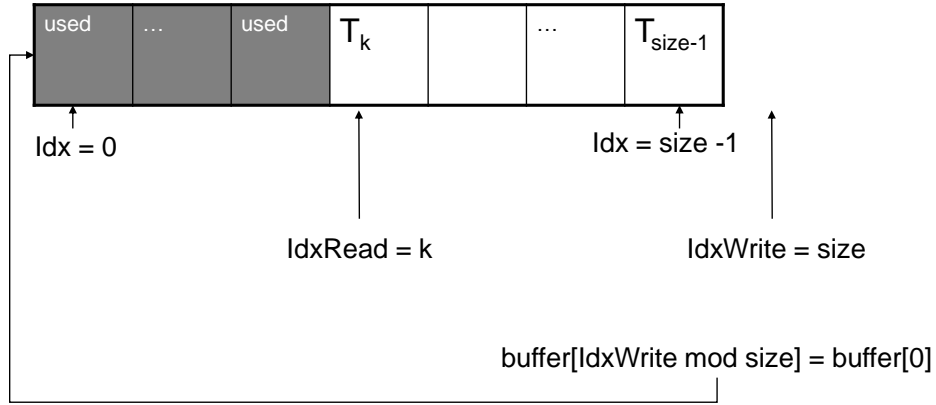 used … used T_k … T_size-1
Idx = 0 Idx = size -1
IdxRead = k IdxWrite = size
buffer[IdxWrite mod size] = buffer[0]